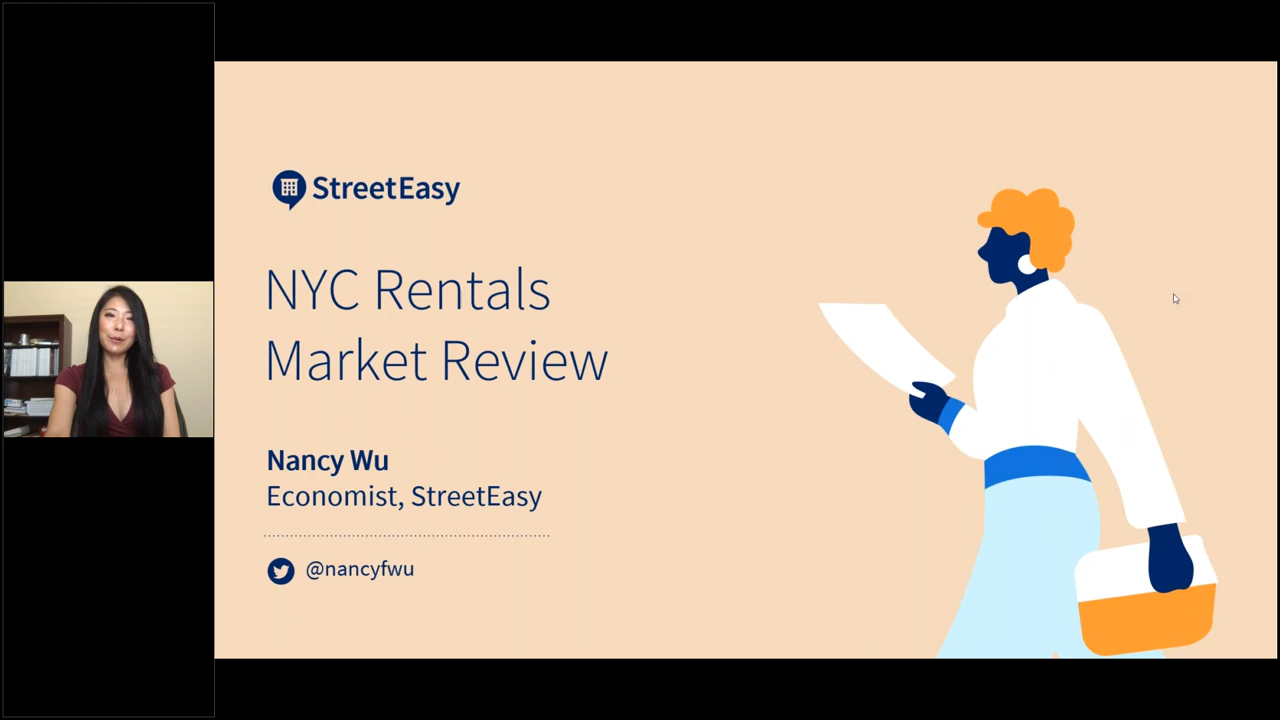 StreetEasy
NYC Rentals
Market Review
Nancy Wu
Economist, StreetEasy
@nancyfwu